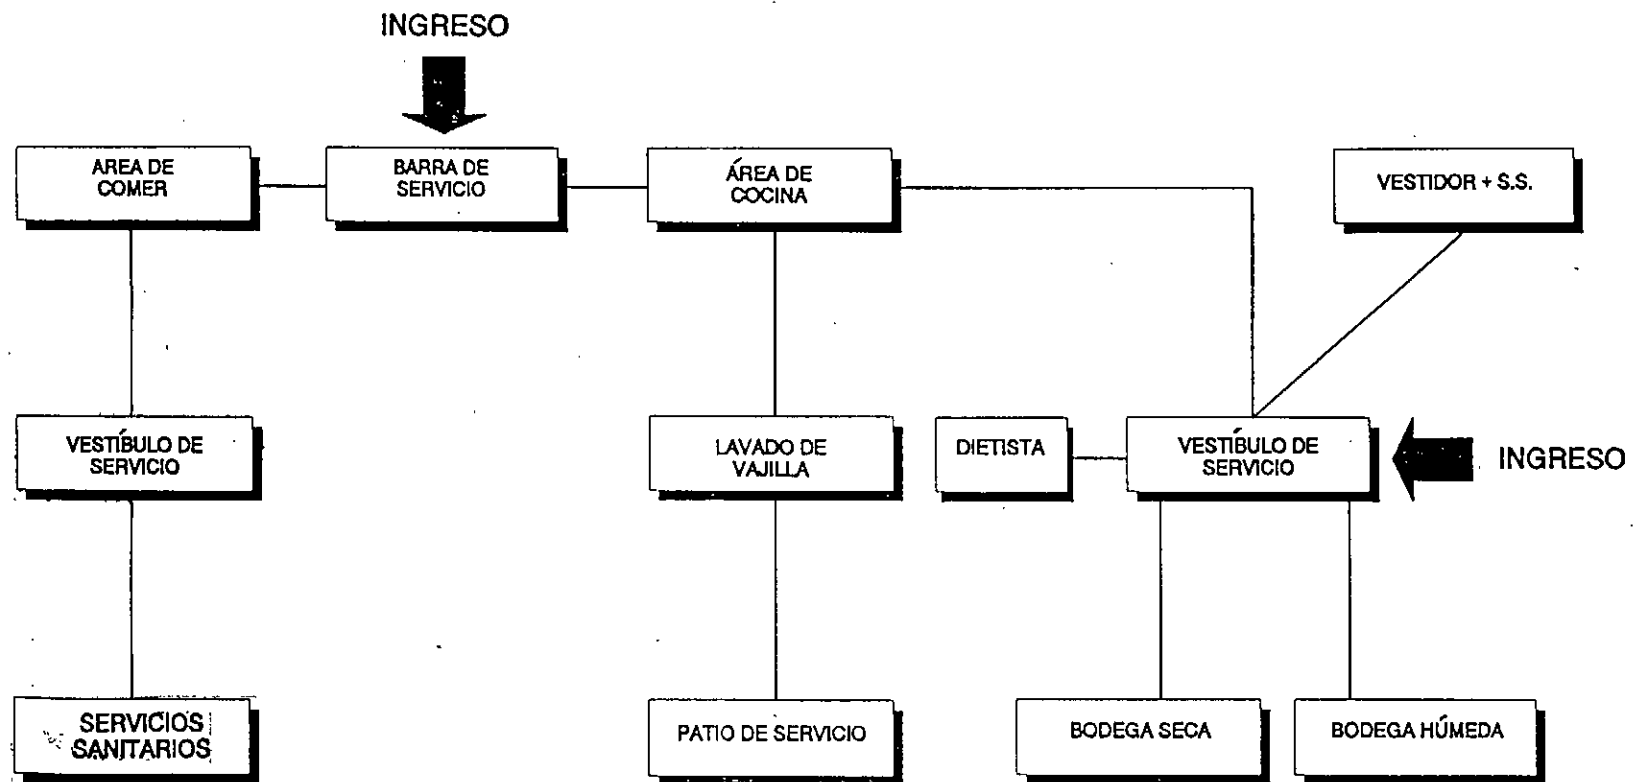 INGRESO
AREA DE
COMER
BARRA DE
SERVICIO
ÁREA DE
COCINA
VESTIDOR + S.S.
VESTÍBULO DE
SERVICIO
LAVADO DE
VAJILLA
DIETISTA
VESTÍBULO DE
SERVICIO
INGRESO
SERVICIOS
SANITARIOS
PATIO DE SERVICIO
BODEGA SECA
BODEGA HÚMEDA